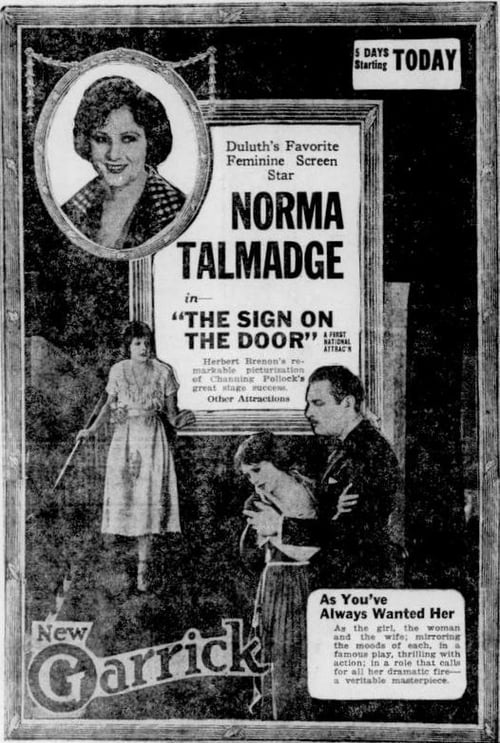 5 DAYS
Starting TODAY
Duluth's Favorite
Feminine Screen
Star
NORMA
TALMADGE
in—
"THE SIGN ON
THE DOOR" A FIRST
NATIONAL
ATTRAC'N
Herbert Brenon's re-
markable picturization
of Channing Pollock's
great stage success.
Other Attractions
As You've
Always Wanted Her
As the girl, the woman
and the wife; mirroring
the moods of each, in a
famous play, thrilling with
action; in a role that calls
for all her dramatic fire—
a veritable masterpiece.
New
Garrick